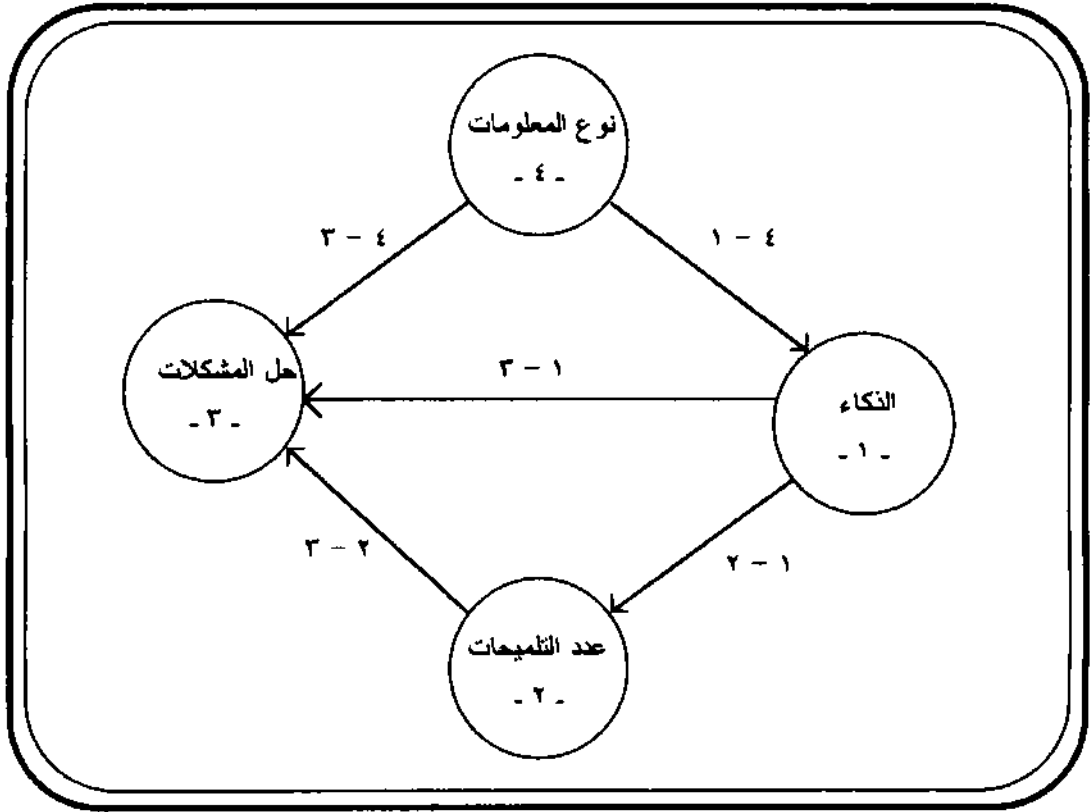 نوع المعلومات
- ٤ -
٤ - ١
٤ - ٣
١ - ٣
الذكاء
- ١ -
حل المشكلات
- ٣ -
١ - ٢
٢ - ٣
عدد التلميحات
- ٢ -